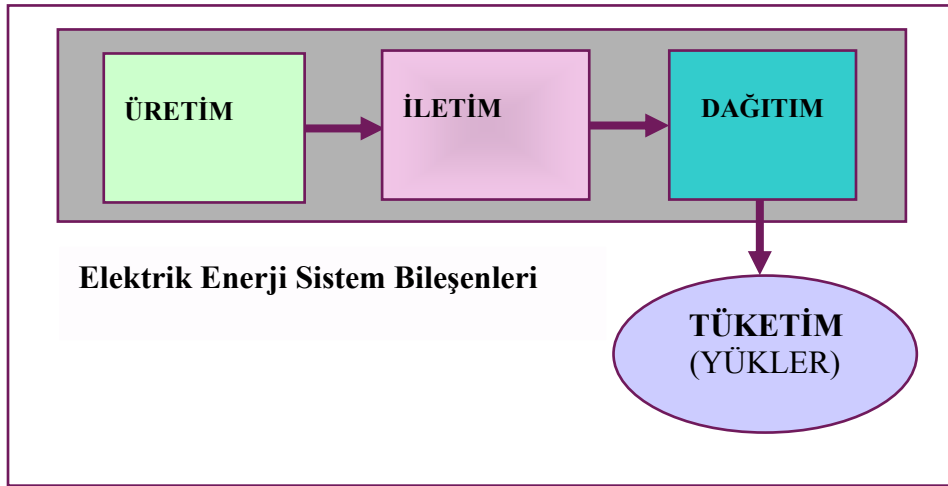 ÜRETİM
İLETİM
DAĞITIM
Elektrik Enerji Sistem Bileşenleri
TÜKETİM
(YÜKLER)